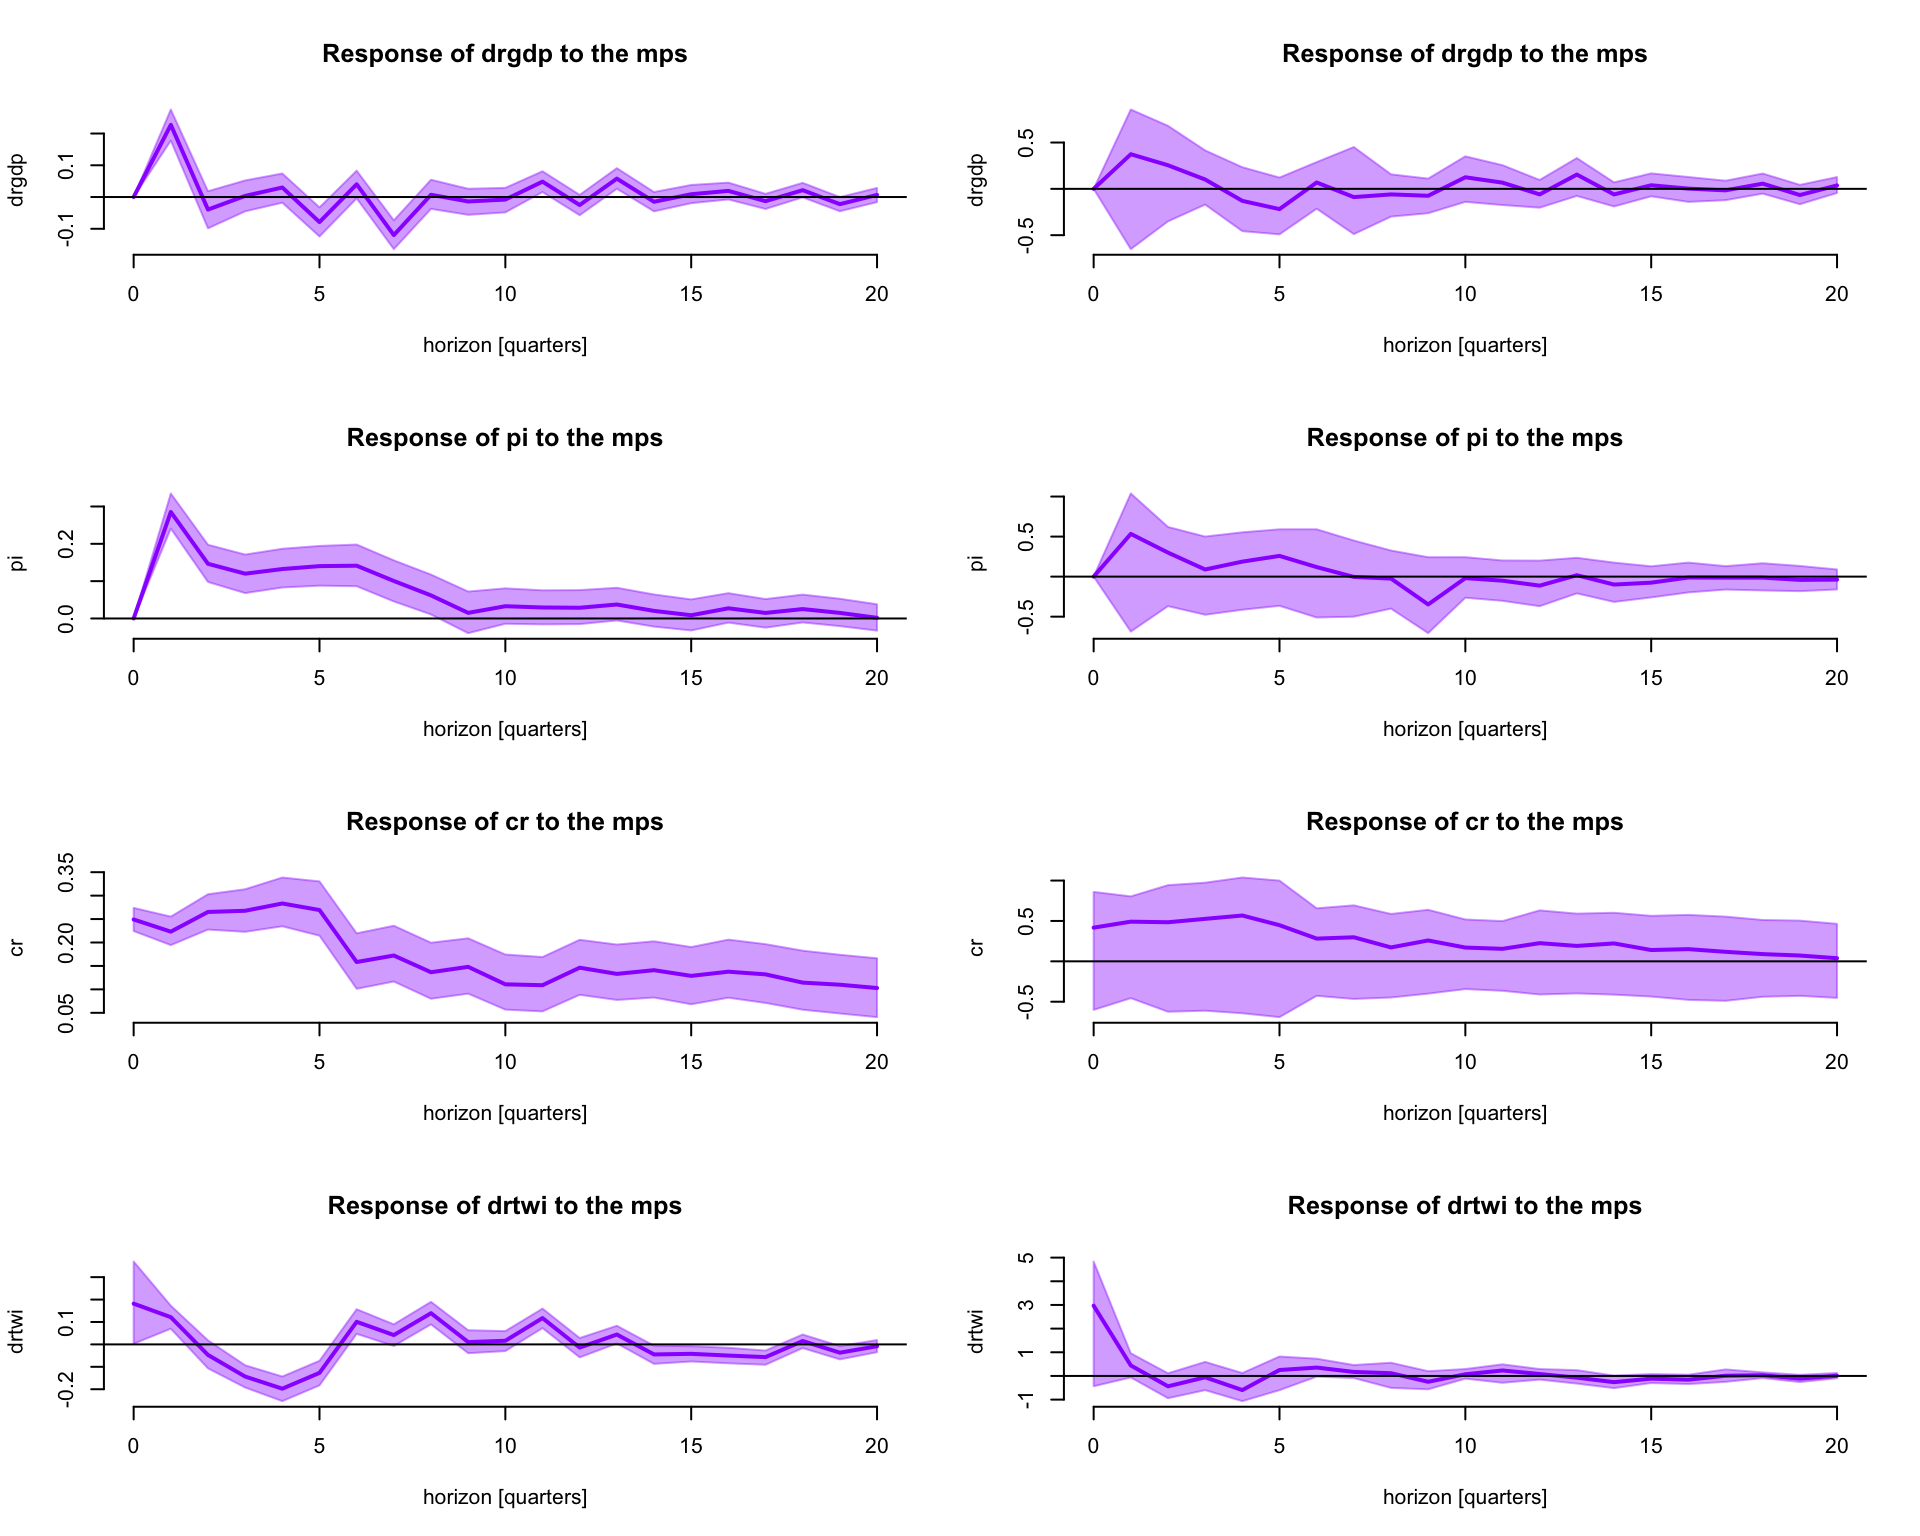 Response of drgdp to the mps
drgdp
0.1
-0.1
0 5 10 15 20
horizon [quarters]
Response of drgdp to the mps
drgdp
0.5
-0.5
0 5 10 15 20
horizon [quarters]
Response of pi to the mps
pi
0.2
0.0
0 5 10 15 20
horizon [quarters]
Response of pi to the mps
pi
0.5
-0.5
0 5 10 15 20
horizon [quarters]
Response of cr to the mps
cr
0.35
0.20
0.05
0 5 10 15 20
horizon [quarters]
Response of cr to the mps
cr
0.5
-0.5
0 5 10 15 20
horizon [quarters]
Response of drtwi to the mps
drtwi
0.1
-0.2
0 5 10 15 20
horizon [quarters]
Response of drtwi to the mps
drtwi
5
3
1
-1
0 5 10 15 20
horizon [quarters]